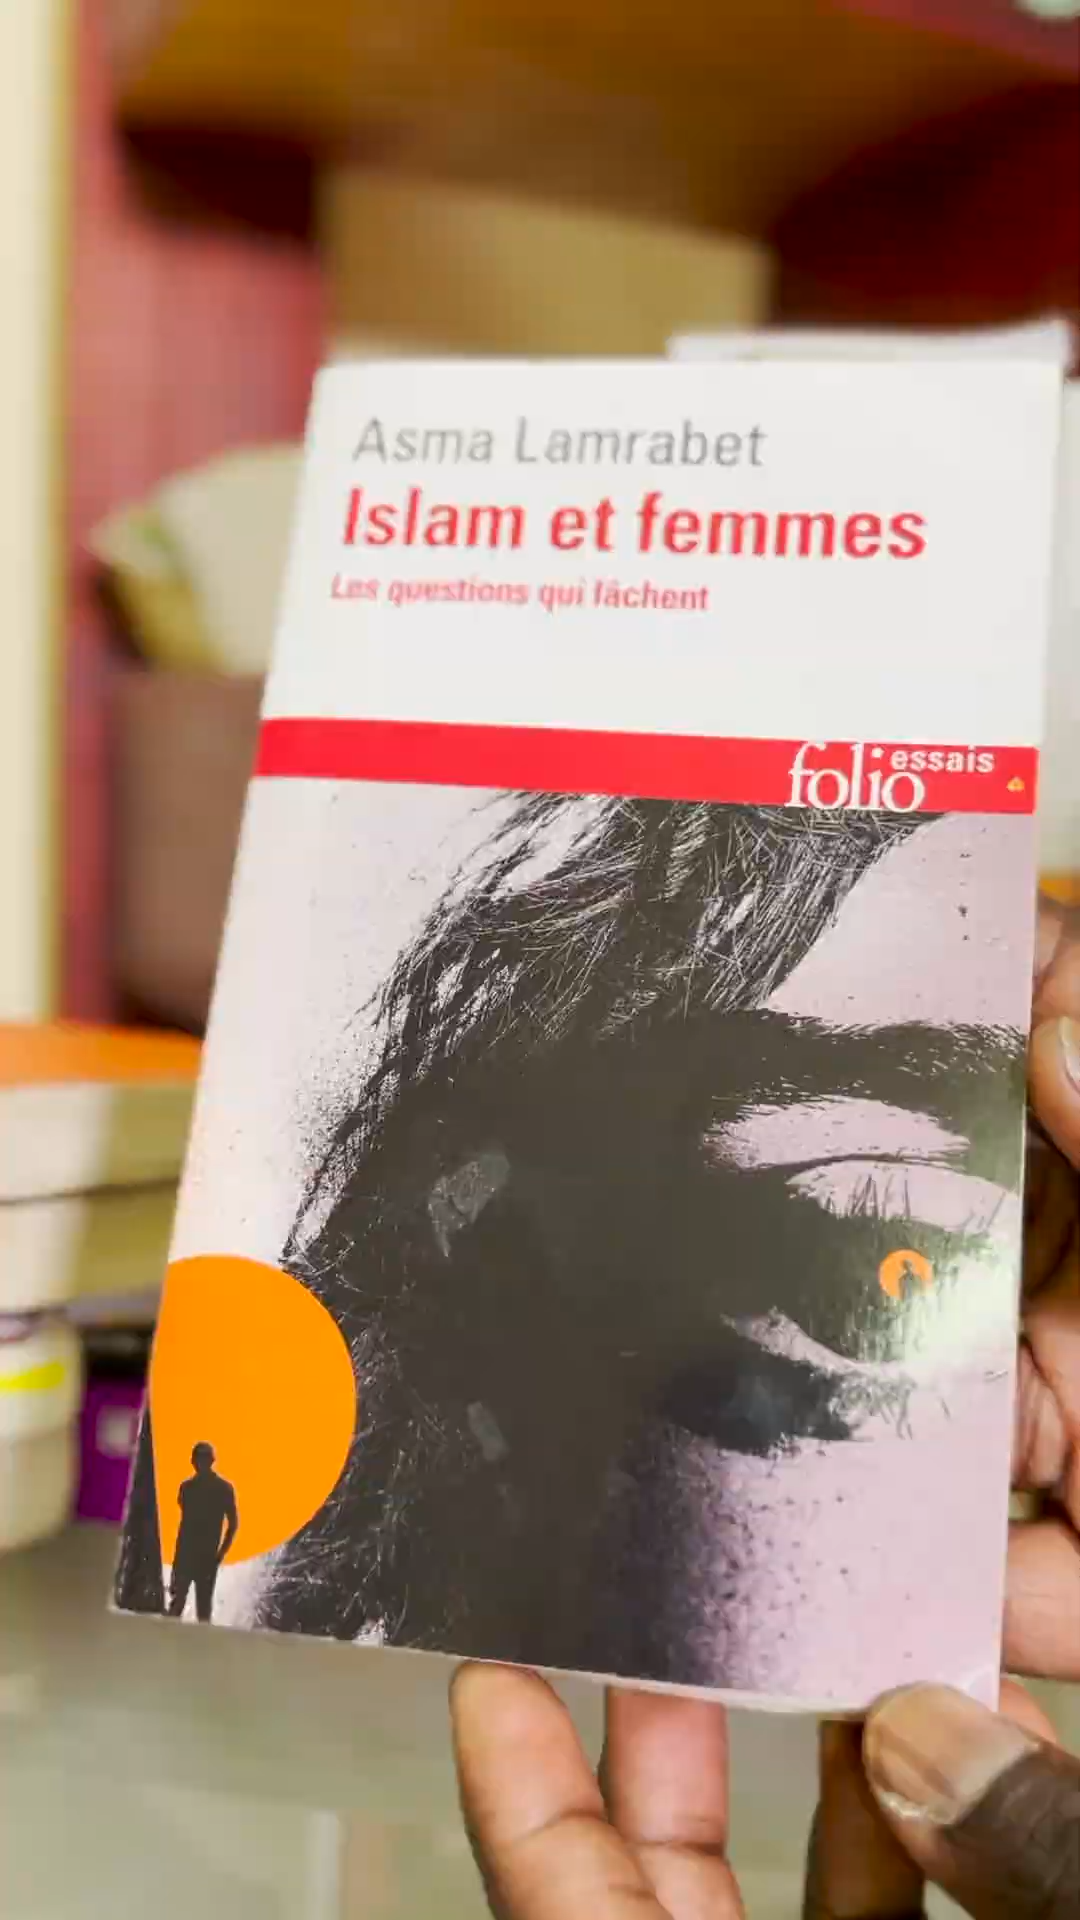 Asma Lamrabet
Islam et femmes
Les questions qui fâchent
folio essais